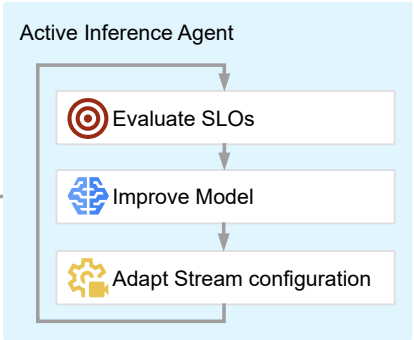 Active Inference Agent
Evaluate SLOs
Improve Model
Adapt Stream configuration